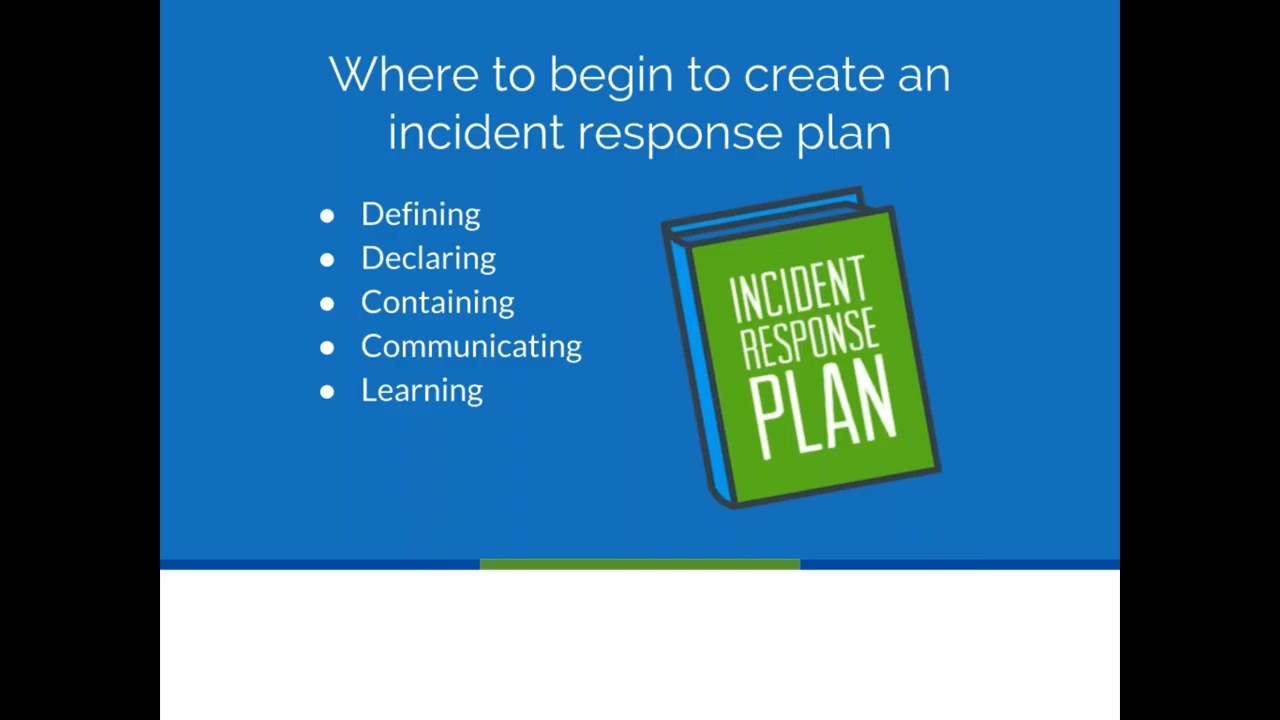 Where to begin to create an
incident response plan
● Defining
● Declaring
● Containing
● Communicating
● Learning
INCIDENT
RESPONSE
PLAN